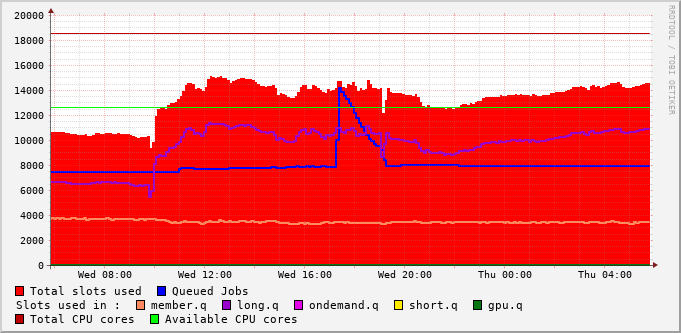 20000
18000
16000
14000
12000
10000
8000
6000
4000
2000
0
Wed 08:00 Wed 12:00 Wed 16:00 Wed 20:00 Thu 00:00 Thu 04:00
RRDTOOL / TOBI OETIKER
Total slots used Queued Jobs
Slots used in : member.q long.q ondemand.q short.q gpu.q
Total CPU cores Available CPU cores